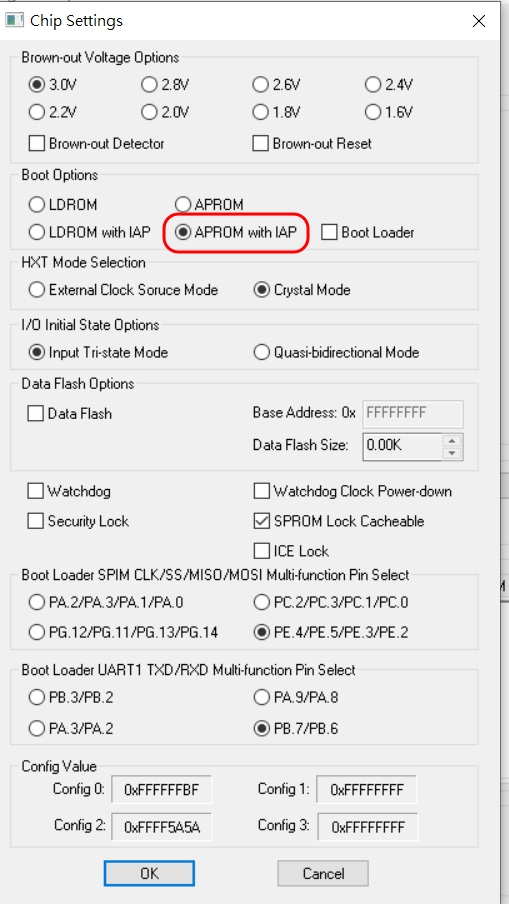 Chip Settings
Brown-out Voltage Options
3.0V 2.8V 2.6V 2.4V
2.2V 2.0V 1.8V 1.6V
Brown-out Detector Brown-out Reset
Boot Options
LDROM APROM
LDROM with IAP APROM with IAP Boot Loader
HXT Mode Selection
External Clock Soruce Mode Crystal Mode
I/O Initial State Options
Input Tri-state Mode Quasi-bidirectional Mode
Data Flash Options
Data Flash Base Address: 0x FFFFFFFF
Data Flash Size: 0.00K
Watchdog Watchdog Clock Power-down
Security Lock SPROM Lock Cacheable
ICE Lock
Boot Loader SPIM CLK/SS/MISO/MOSI Multi-function Pin Select
PA.2/PA.3/PA.1/PA.0 PC.2/PC.3/PC.1/PC.0
PG.12/PG.11/PG.13/PG.14 PE.4/PE.5/PE.3/PE.2
Boot Loader UART1 TXD/RXD Multi-function Pin Select
PB.3/PB.2 PA.9/PA.8
PA.3/PA.2 PB.7/PB.6
Config Value
Config 0: 0xFFFFFFBF Config 1: 0xFFFFFFFF
Config 2: 0xFFFF5A5A Config 3: 0xFFFFFFFF
OK Cancel